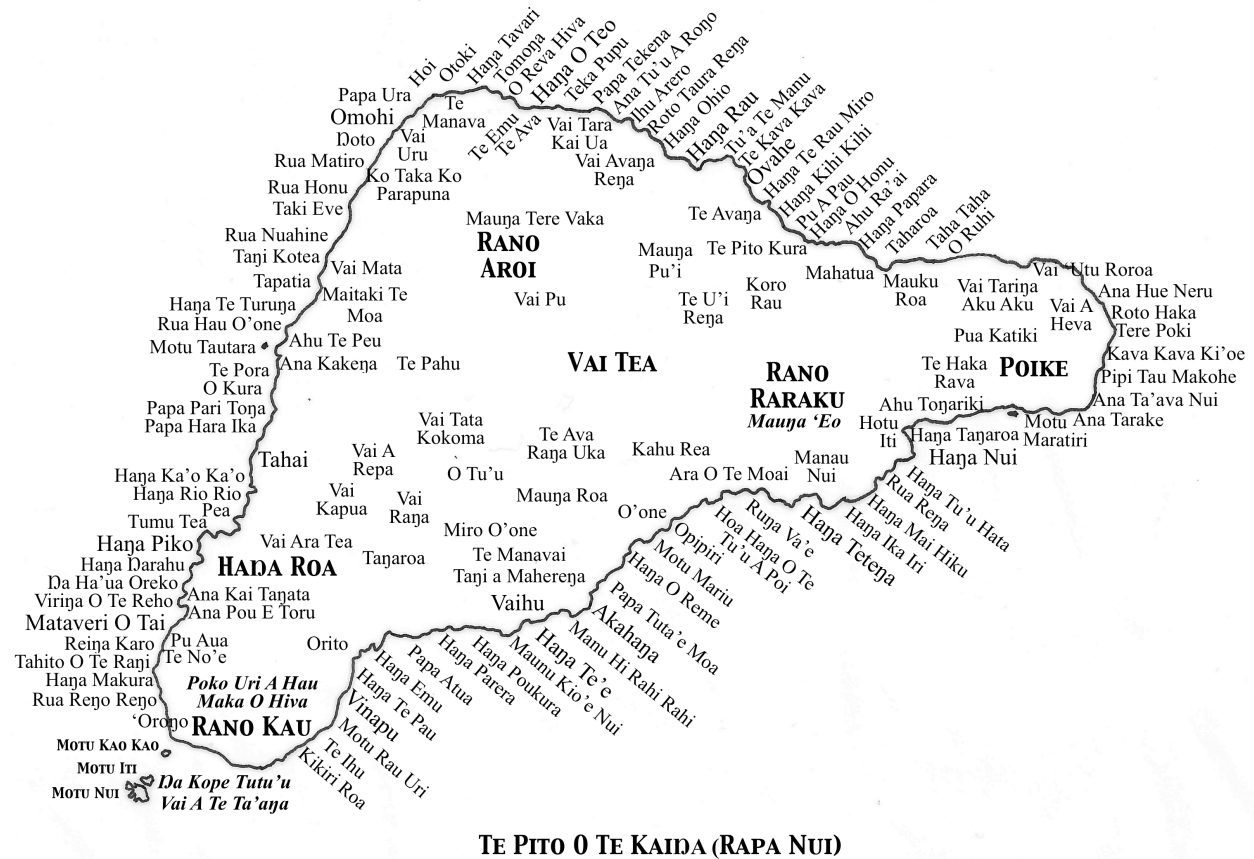 Hoi
Otoki
Haŋa Tavari
Tomoŋa
O Reva Hiva
Haŋa O Teo
Teka Pupu
Papa Tekena
Ana Tu’u A Roŋo
Ihu Arero
Roto Taura Reŋa
Haŋa Ohio
Haŋa Rau
Tu’a Te Manu
Te Kava Kava
Ovahe
Haŋa Te Rau Miro
Haŋa Kihi Kihi
Pu A Pau
Haŋa O Honu
Ahu Ra’ai
Haŋa Papara
Taharoa
Taha Taha
O Ruhi
Papa Ura
Omohi
Ŋoto
Rua Matiro
Rua Honu
Taki Eve
Rua Nuahine
Taŋi Kotea
Tapatia
Haŋa Te Turuŋa
Rua Hau O’one
Motu Tautara
Te Pora
O Kura
Papa Pari Toŋa
Papa Hara Ika
Te
Manava
Vai
Uru
Ko Taka Ko
Parapuna
Te Emu
Te Ava
Vai Tara
Kai Ua
Vai Avaŋa
Reŋa
Mauŋa Tere Vaka
Rano
Aroi
Te Avaŋa
Mauŋa
Pu’i
Te Pito Kura
Mahatua
Koro
Rau
Te U’i
Reŋa
Vai Pu
Vai Mata
Maitaki Te
Moa
Ahu Te Peu
Ana Kakeŋa
Te Pahu
Vai Tea
Mauku
Roa
Vai Tariŋa
Aku Aku
Vai ‘Utu Roroa
Ana Hue Neru
Vai A
Heva
Roto Haka
Tere Poki
Pua Katiki
Kava Kava Ki’oe
Te Haka
Rava
Poike
Pipi Tau Makohe
Ana Ta’ava Nui
Ana Tarake
Rano
Raraku
Mauŋa ‘Eo
Ahu Toŋariki
Hotu
Iti
Motu
Maratiri
Haŋa Taŋaroa
Haŋa Nui
Tahai
Vai Tata
Kokoma
Vai A
Repa
Te Ava
Raŋa Uka
Kahu Rea
O Tu’u
Ara O Te Moai
Manau
Nui
Vai
Kapua
Vai
Raŋa
Mauŋa Roa
O’one
Miro O’one
Vai Ara Tea
Taŋaroa
Te Manavai
Taŋi a Mahereŋa
Vaihu
Haŋa Ka’o Ka’o
Haŋa Rio Rio
Pea
Tumu Tea
Haŋa Piko
Haŋa Ŋarahu
Ŋa Ha’ua Oreko
Viriŋa O Te Reho
Mataveri O Tai
Reiŋa Karo
Tahito O Te Raŋi
Haŋa Makura
Rua Reŋo Reŋo
‘Oroŋo
Haŋa Roa
Ana Kai Taŋata
Ana Pou E Toru
Pu Aua
Te No’e
Orito
Poko Uri A Hau
Maka O Hiva
Rano Kau
Motu Kao Kao
Motu Iti
Motu Nui
Ŋa Kope Tutu’u
Vai A Te Ta’aŋa
Haŋa Tu’u Hata
Rua Reŋa
Haŋa Mai Hiku
Haŋa Ika Iri
Haŋa Teteŋa
Ruŋa Va’e
Hoa Haŋa O Te
Tu’u A Poi
Opipiri
Motu Mariu
Haŋa O Reme
Papa Tuta’e Moa
Akahaŋa
Manu Hi Rahi Rahi
Haŋa Te’e
Maunu Kio’e Nui
Haŋa Poukura
Haŋa Parera
Papa Atua
Haŋa Emu
Haŋa Te Pau
Vinapu
Motu Rau Uri
Te Ihu
Kikiri Roa
Te Pito o Te Kaiŋa (Rapa Nui)